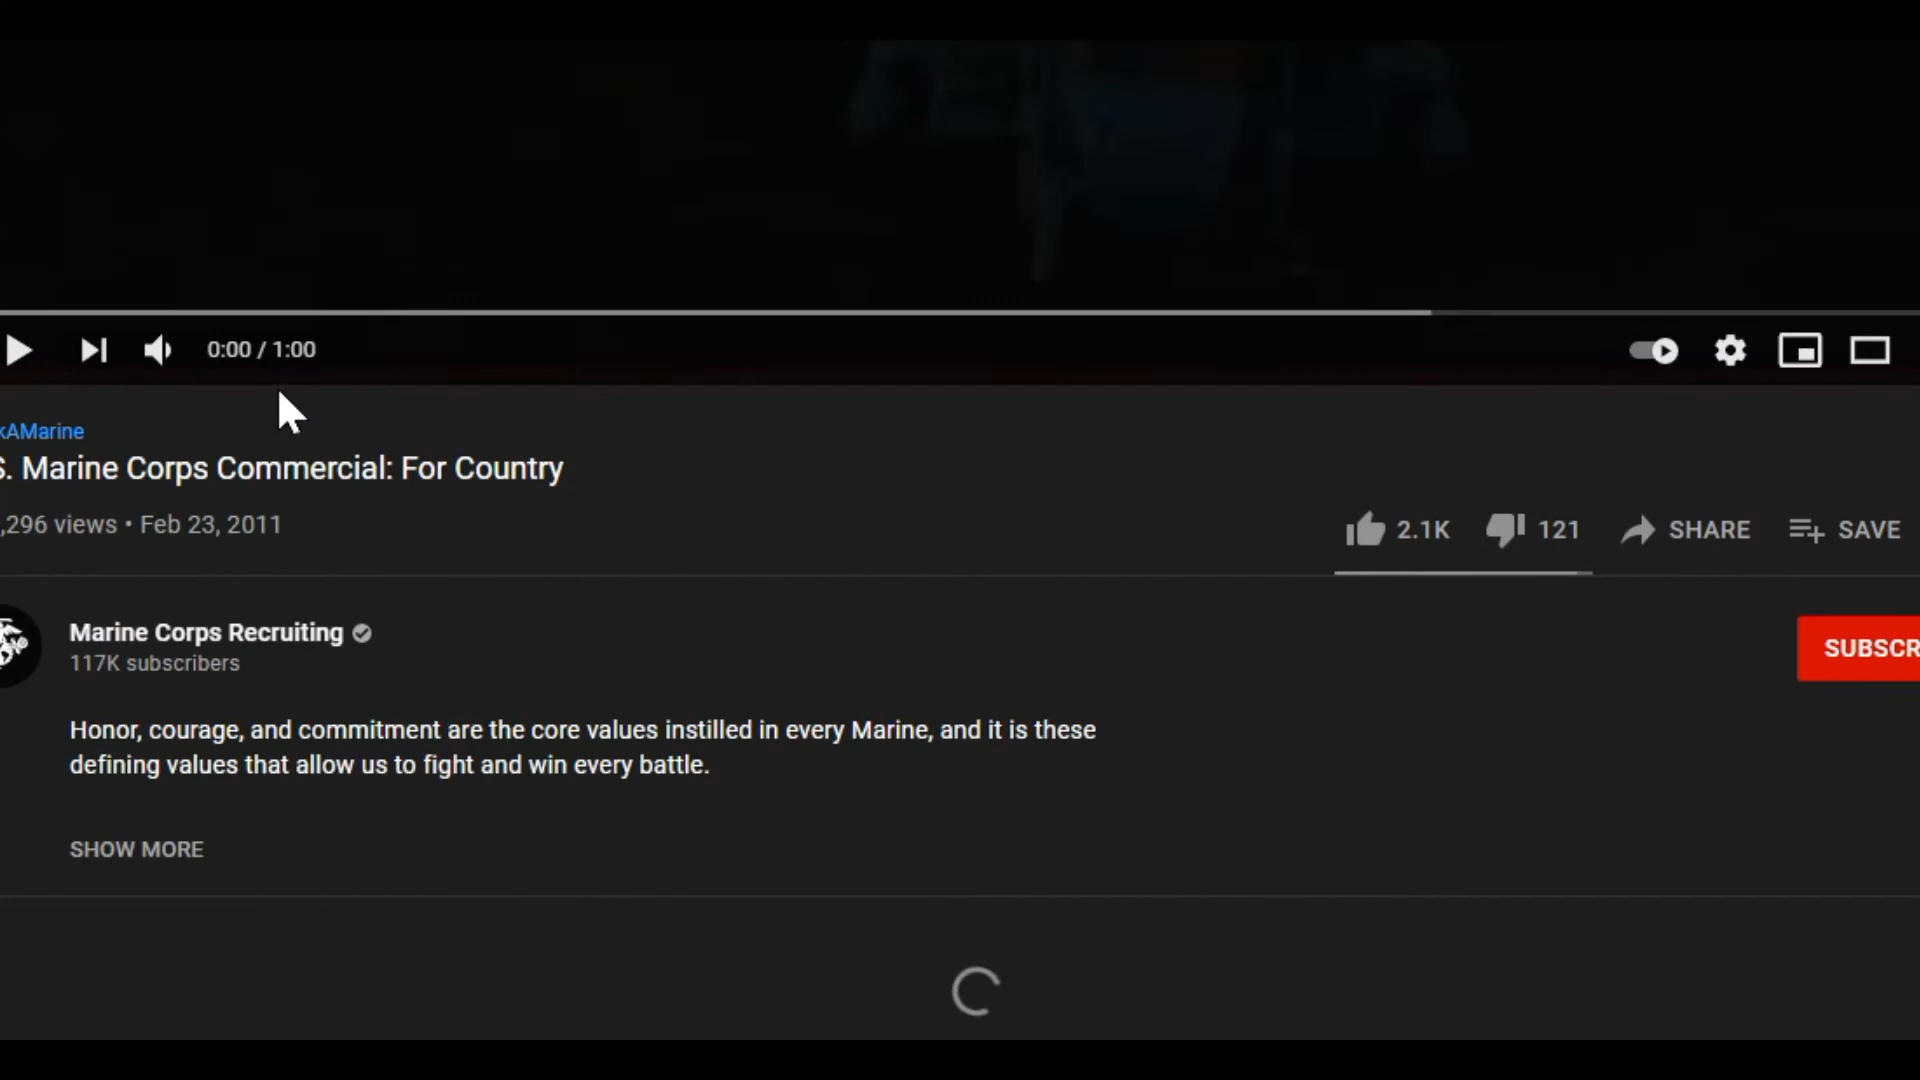 0:00 / 1:00
kAMarine
S. Marine Corps Commercial: For Country
,296 views • Feb 23, 2011
2.1K
121
SHARE
SAVE
Marine Corps Recruiting
117K subscribers
SUBSCR
Honor, courage, and commitment are the core values instilled in every Marine, and it is these
defining values that allow us to fight and win every battle.
SHOW MORE